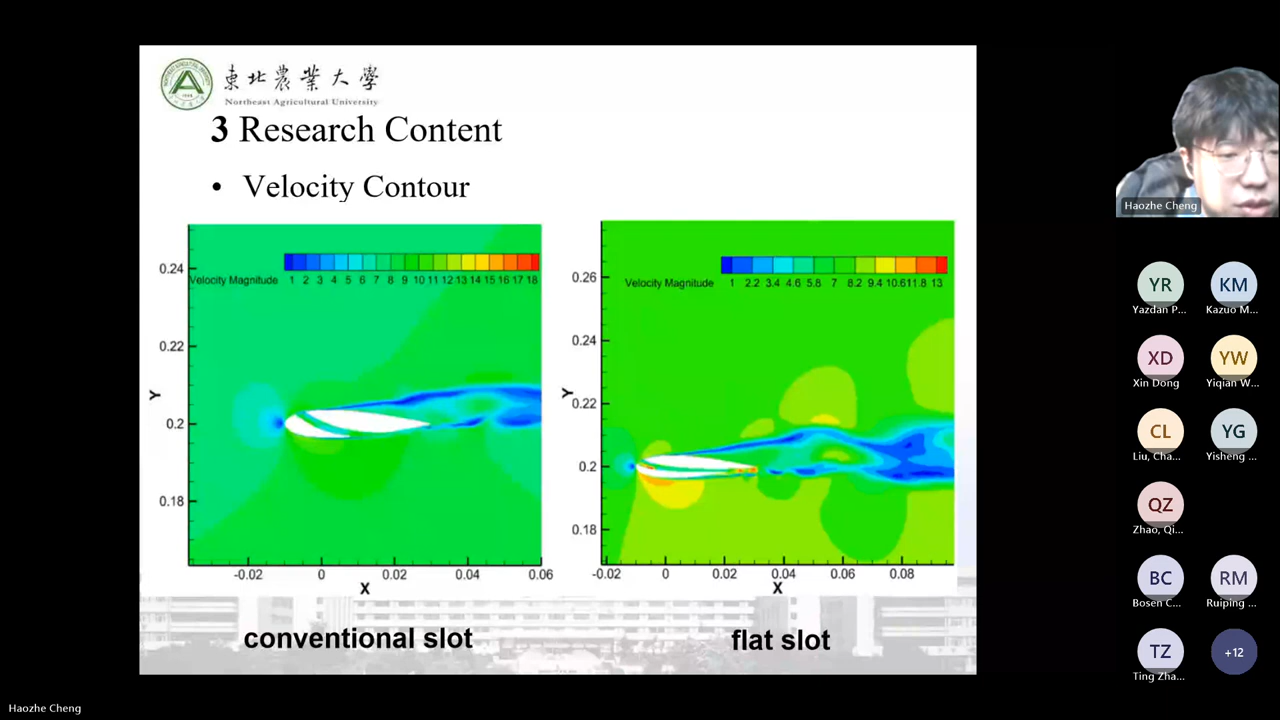 東北農業大學
Northeast Agricultural University
3 Research Content
• Velocity Contour
Velocity Magnitude
1 2 3 4 5 6 7 8 9 10 11 12 13 14 15 16 17 18
0.24
0.22
0.2
0.18
Y
-0.02 0 0.02 0.04 0.06
X
conventional slot
Velocity Magnitude
1 2.2 3.4 4.6 5.8 7 8.2 9.4 10.6 11.8 13
0.26
0.24
0.22
0.2
0.18
Y
-0.02 0 0.02 0.04 0.06 0.08
X
flat slot
Haozhe Cheng
YR KM
Yazdan P... Kazuo M...
XD YW
Xin Dong Yiqian W...
CL YG
Liu, Cha... Yisheng ...
QZ
Zhao, Qi...
BC RM
Bosen C... Ruiping ...
TZ +12
Ting Zha...
Haozhe Cheng